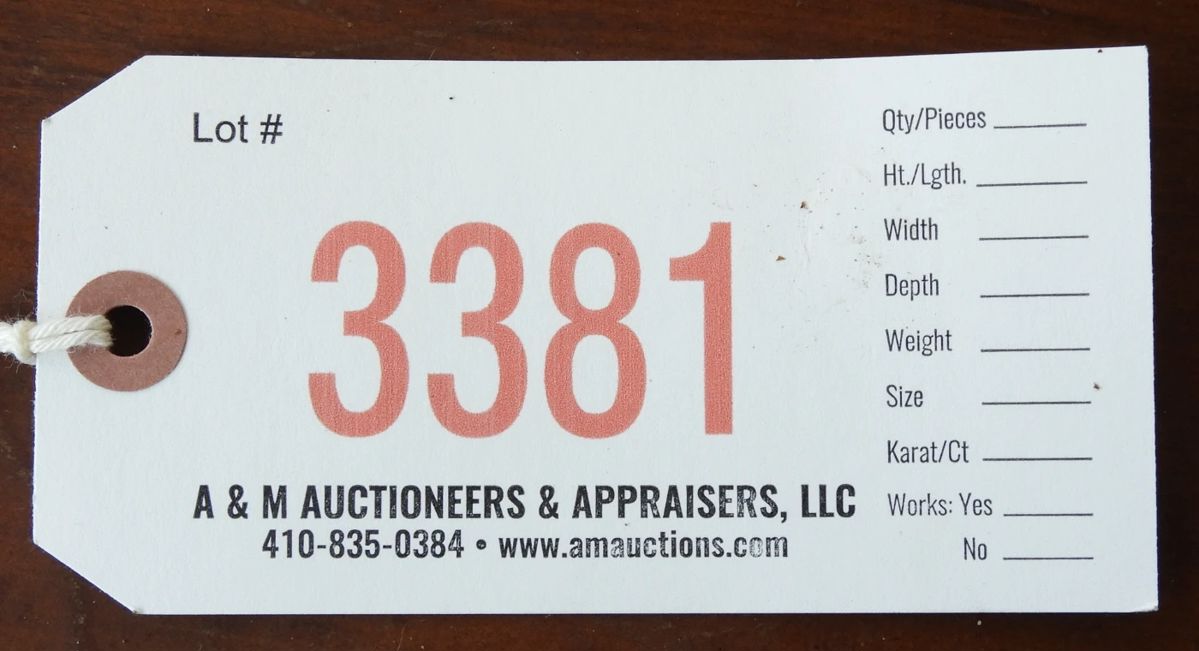 Lot #
3381
A & M AUCTIONEERS & APPRAISERS, LLC
410-835-0384 • www.amauctions.com
Qty/Pieces
Ht./Lgth.
Width
Depth
Weight
Size
Karat/Ct
Works: Yes
No